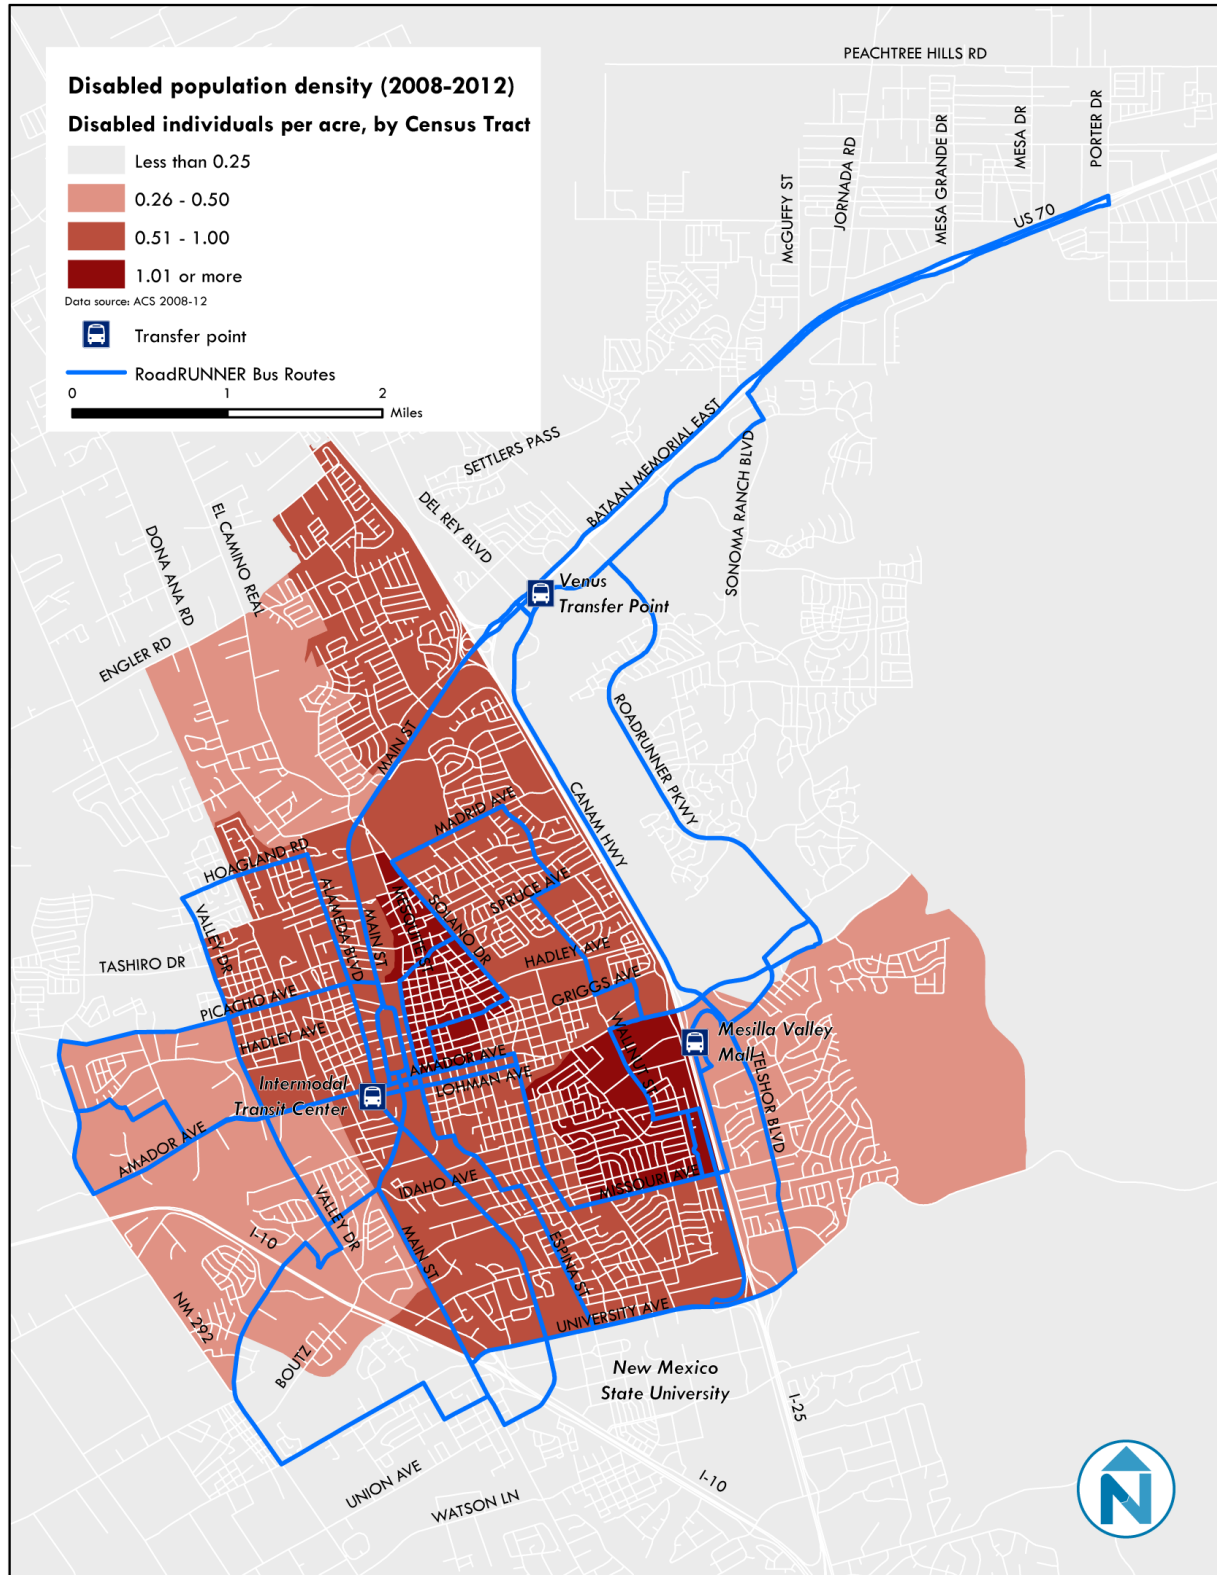 Disabled population density (2008-2012)
Disabled individuals per acre, by Census Tract
Less than 0.25
0.26 - 0.50
0.51 - 1.00
1.01 or more
Data source: ACS 2008-12
Transfer point
RoadRUNNER Bus Routes
0 1 2
Miles
PEACHTREE HILLS RD
PORTER DR
MESA DR
MESA GRANDE DR
JORNADA RD
McGUFFY ST
US 70
SETTLERS PASS
BATAAN MEMORIAL EAST
SONOMA RANCH BLVD
DEL REY BLVD
EL CAMINO REAL
DONA ANA RD
ENGLER RD
Venus
Transfer Point
ROADRUNNER PKWY
MAIN ST
CANAM HWY
MADRID AVE
HOAGLAND RD
ALAMEDA BLVD
MAIN ST
MESQUITE ST
SOLANO DR
SPRUCE AVE
VALLEY DR
TASHIRO DR
HADLEY AVE
PICACHO AVE
GRIGGS AVE
HADLEY AVE
WALNUT ST
Mesilla Valley
Mall
TELSHOR BLVD
AMADOR AVE
LOHMAN AVE
Intermodal
Transit Center
AMADOR AVE
IDAHO AVE
MISSOURI AVE
VALLEY DR
I-10
MAIN ST
ESPINA ST
NM 292
UNIVERSITY AVE
BOUTZ
New Mexico
State University
I-25
UNION AVE
WATSON LN
I-10
N